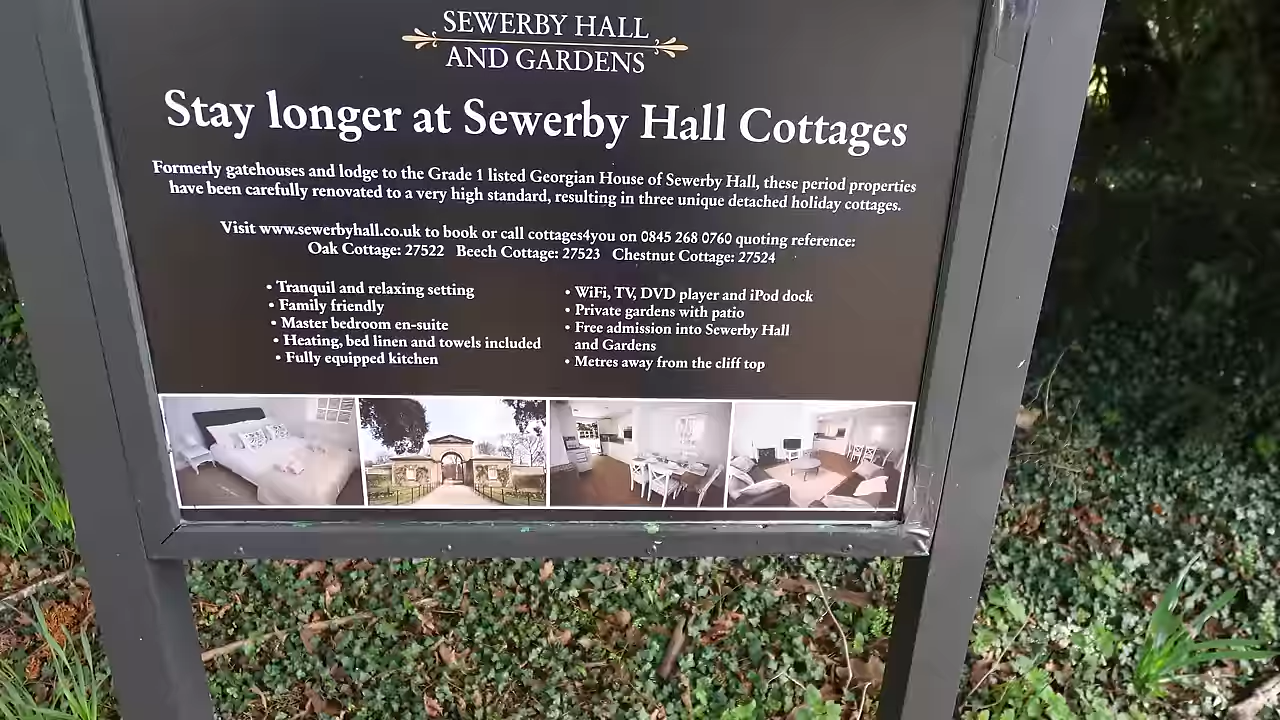 SEWERBY HALL
AND GARDENS
Stay longer at Sewerby Hall Cottages
Formerly gatehouses and lodge to the Grade 1 listed Georgian House of Sewerby Hall, these period properties
have been carefully renovated to a very high standard, resulting in three unique detached holiday cottages.
Visit www.sewerbyhall.co.uk to book or call cottages4you on 0845 268 0760 quoting reference:
Oak Cottage: 27522 Beech Cottage: 27523 Chestnut Cottage: 27524
• Tranquil and relaxing setting
• Family friendly
• Master bedroom en-suite
• Heating, bed linen and towels included
• Fully equipped kitchen
• WiFi, TV, DVD player and iPod dock
• Private gardens with patio
• Free admission into Sewerby Hall
and Gardens
• Metres away from the cliff top